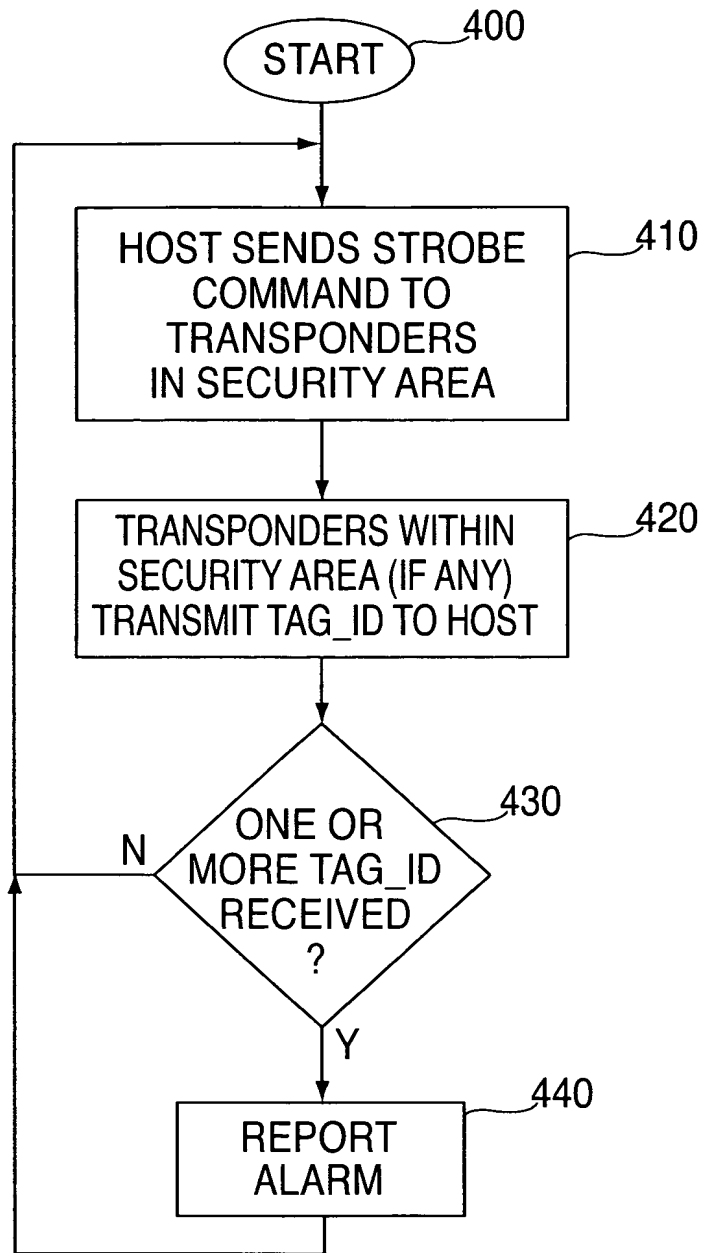 400
START
410
HOST SENDS STROBE
COMMAND TO
TRANSPONDERS
IN SECURITY AREA
420
TRANSPONDERS WITHIN
SECURITY AREA (IF ANY)
TRANSMIT TAG_ID TO HOST
430
N
ONE OR
MORE TAG_ID
RECEIVED
?
Y
440
REPORT
ALARM